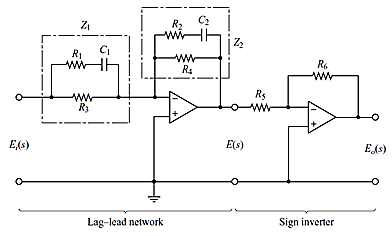 Z1
R1
C1
R3
R2
C2
R4
Z2
R5
R6
Ei(s)
E(s)
Eo(s)
Lag–lead network
Sign inverter